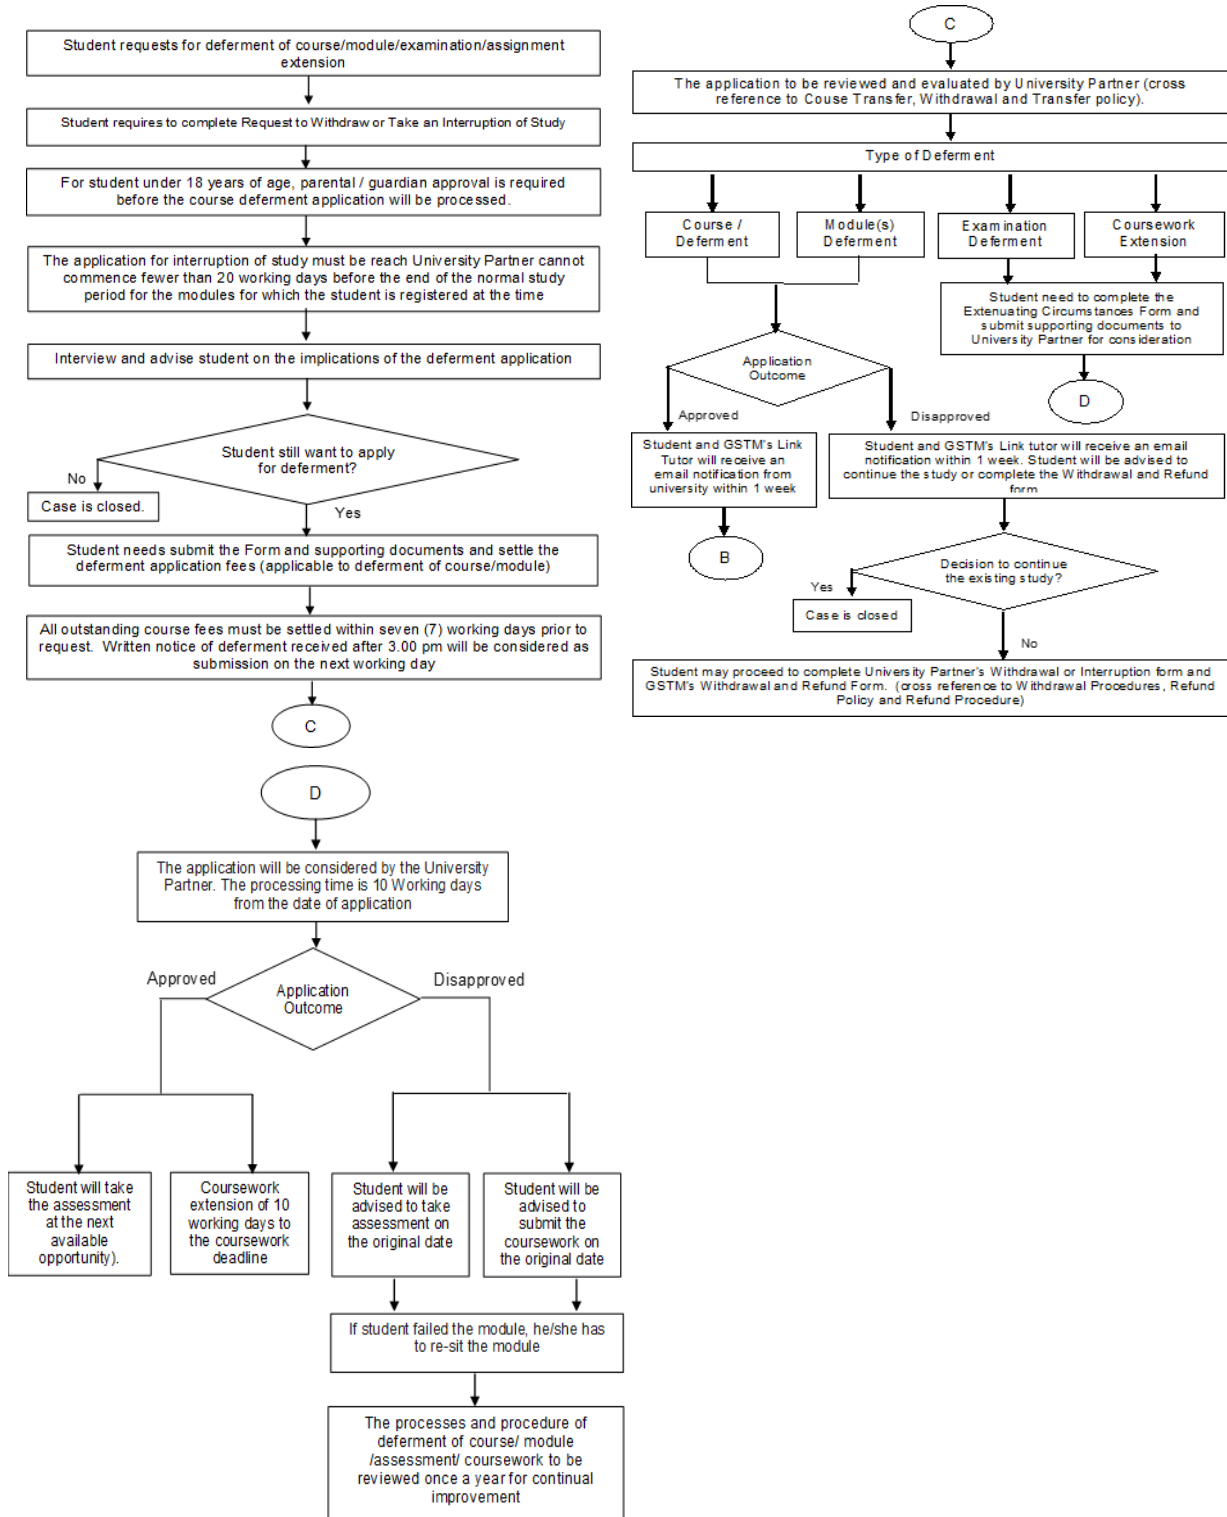 Student requests for deferment of course/module/examination/assignment
extension
Student requires to complete Request to Withdraw or Take an Interruption of Study
For student under 18 years of age, parental / guardian approval is required
before the course deferment application will be processed.
The application for interruption of study must be reach University Partner cannot
commence fewer than 20 working days before the end of the normal study
period for the modules for which the student is registered at the time
Interview and advise student on the implications of the deferment application
Student still want to apply
for deferment?
No
Case is closed.
Yes
Student needs submit the Form and supporting documents and settle the
deferment application fees (applicable to deferment of course/module)
All outstanding course fees must be settled within seven (7) working days prior to
request. Written notice of deferment received after 3.00 pm will be considered as
submission on the next working day
C
C
The application to be reviewed and evaluated by University Partner (cross
reference to Couse Transfer, Withdrawal and Transfer policy).
Type of Deferment
Course /
Deferment
Module(s)
Deferment
Examination
Deferment
Coursework
Extension
Student need to complete the
Extenuating Circumstances Form and
submit supporting documents to
University Partner for consideration
D
Application
Outcome
Approved
Disapproved
Student and GSTM's Link
Tutor will receive an
email notification from
university within 1 week
B
Student and GSTM's Link tutor will receive an email
notification within 1 week. Student will be advised to
continue the study or complete the Withdrawal and Refund
form
Decision to continue
the existing study?
Yes
Case is closed
No
Student may proceed to complete University Partner's Withdrawal or Interruption form and
GSTM's Withdrawal and Refund Form. (cross reference to Withdrawal Procedures, Refund
Policy and Refund Procedure)
D
The application will be considered by the University
Partner. The processing time is 10 Working days
from the date of application
Application
Outcome
Approved
Disapproved
Student will take
the assessment
at the next
available
opportunity).
Coursework
extension of 10
working days to
the coursework
deadline
Student will be
advised to take
assessment on
the original date
Student will be
advised to
submit the
coursework on
the original date
If student failed the module, he/she has
to re-sit the module
The processes and procedure of
deferment of course/ module
/assessment/ coursework to be
reviewed once a year for continual
improvement